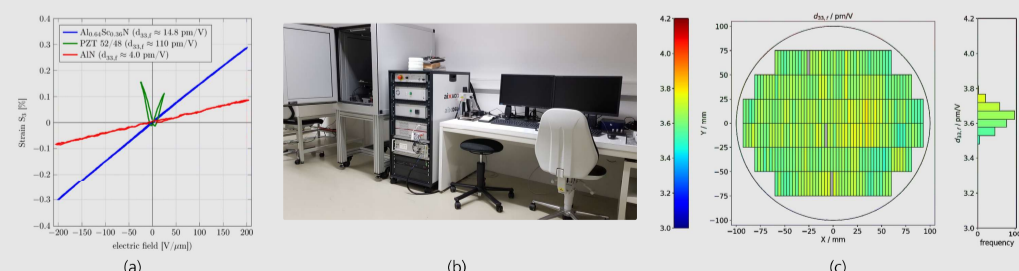 Al0.64Sc0.36N (d33,f ≈ 14.8 pm/V)
PZT 52/48 (d33,f ≈ 110 pm/V)
AlN (d33,f ≈ 4.0 pm/V)
Strain S3 [%]
0.4
0.3
0.2
0.1
0
−0.1
−0.2
−0.3
−0.4
−200 −150 −100 −50 0 50 100 150 200
electric field [V/μm]
(a)
(b)
4.2
4.0
3.8
3.6
3.4
3.2
3.0
d33,f / pm/V
Y / mm
100
75
50
25
0
−25
−50
−75
−100
−100 −75 −50 −25 0 25 50 75 100
X / mm
(c)
d33,f / pm/V
4.2
4.0
3.8
3.6
3.4
3.2
3.0
0 100
frequency